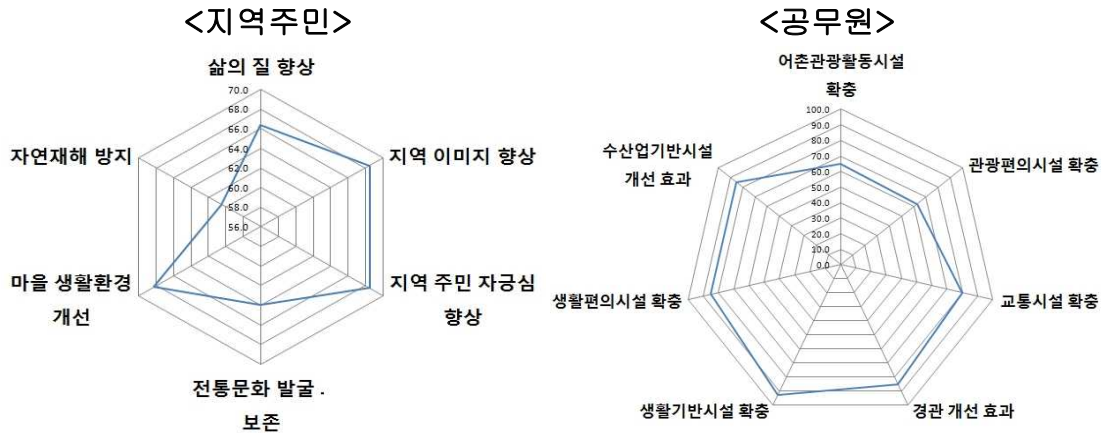 <지역주민>
삶의 질 향상
70.0
68.0
66.0
64.0
62.0
60.0
58.0
56.0
자연재해 방지
지역 이미지 향상
마을 생활환경
개선
지역 주민 자긍심
향상
전통문화 발굴 .
보존
<공무원>
어촌관광활동시설
확충
100.0
90.0
80.0
70.0
60.0
50.0
40.0
30.0
20.0
10.0
0.0
수산업기반시설
개선 효과
관광편의시설 확충
생활편의시설 확충
교통시설 확충
생활기반시설 확충
경관 개선 효과